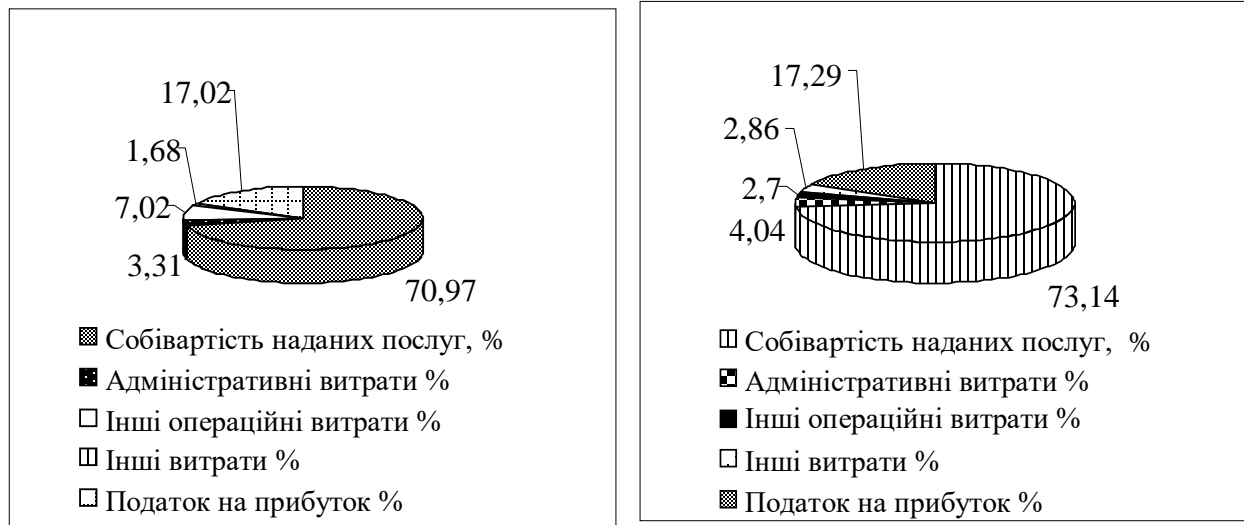 17,02
1,68
7,02
3,31
70,97
Собівартість наданих послуг, %
Адміністративні витрати %
Інші операційні витрати %
Інші витрати %
Податок на прибуток %
17,29
2,86
2,7
4,04
73,14
Собівартість наданих послуг, %
Адміністративні витрати %
Інші операційні витрати %
Інші витрати %
Податок на прибуток %